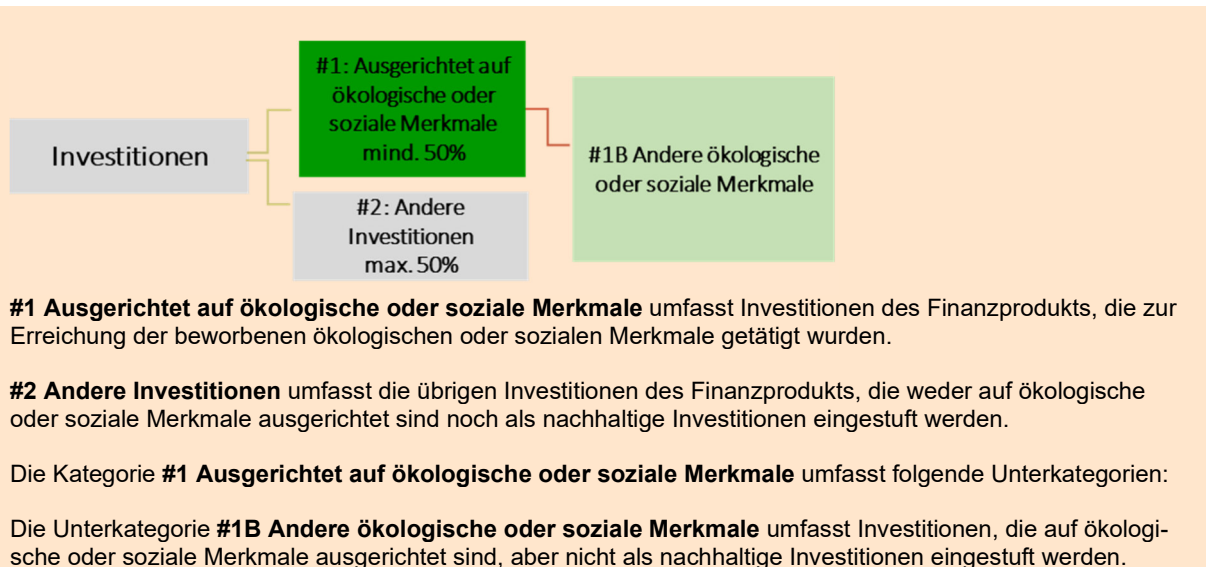 #1: Ausgerichtet auf
ökologische oder
soziale Merkmale
mind. 50%
Investitionen
#1B Andere ökologische
oder soziale Merkmale
#2: Andere
Investitionen
max. 50%
#1 Ausgerichtet auf ökologische oder soziale Merkmale umfasst Investitionen des Finanzprodukts, die zur
Erreichung der beworbenen ökologischen oder sozialen Merkmale getätigt wurden.
#2 Andere Investitionen umfasst die übrigen Investitionen des Finanzprodukts, die weder auf ökologische
oder soziale Merkmale ausgerichtet sind noch als nachhaltige Investitionen eingestuft werden.
Die Kategorie #1 Ausgerichtet auf ökologische oder soziale Merkmale umfasst folgende Unterkategorien:
Die Unterkategorie #1B Andere ökologische oder soziale Merkmale umfasst Investitionen, die auf ökologi-
sche oder soziale Merkmale ausgerichtet sind, aber nicht als nachhaltige Investitionen eingestuft werden.